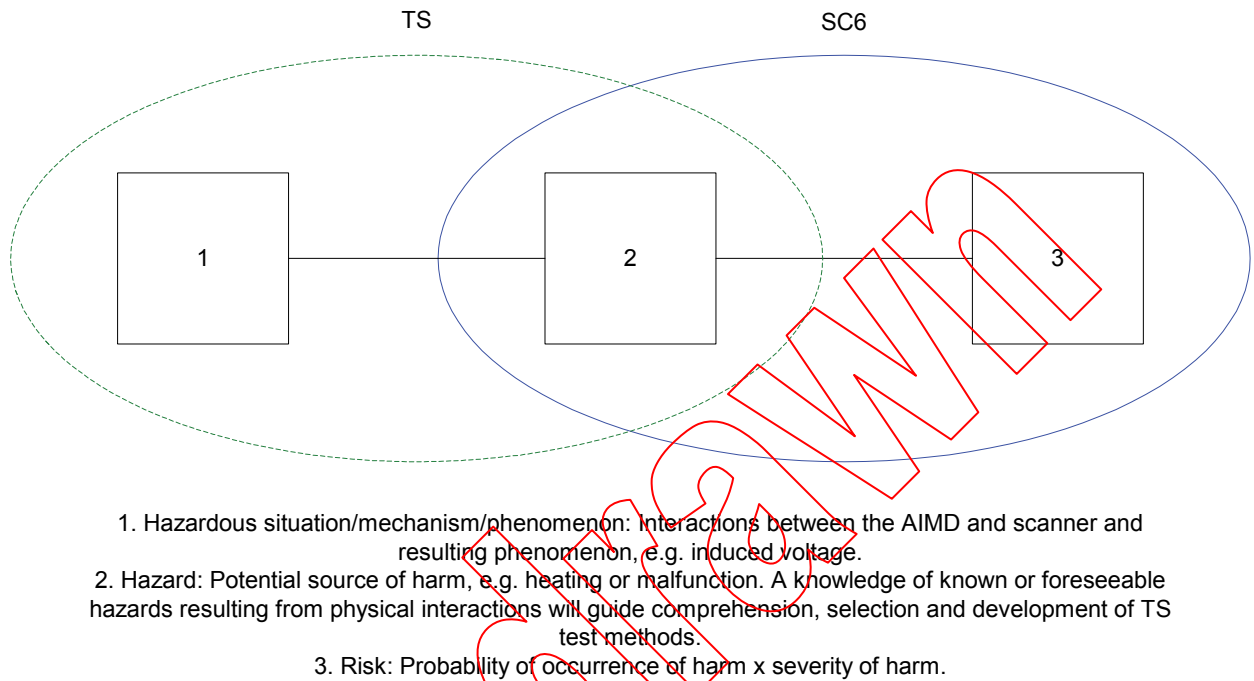 TS
SC6
1
2
3
1. Hazardous situation/mechanism/phenomenon: Interactions between the AIMD and scanner and
resulting phenomenon, e.g. induced voltage.
2. Hazard: Potential source of harm, e.g. heating or malfunction. A knowledge of known or foreseeable
hazards resulting from physical interactions will guide comprehension, selection and development of TS
test methods.
3. Risk: Probability of occurrence of harm x severity of harm.
drawn